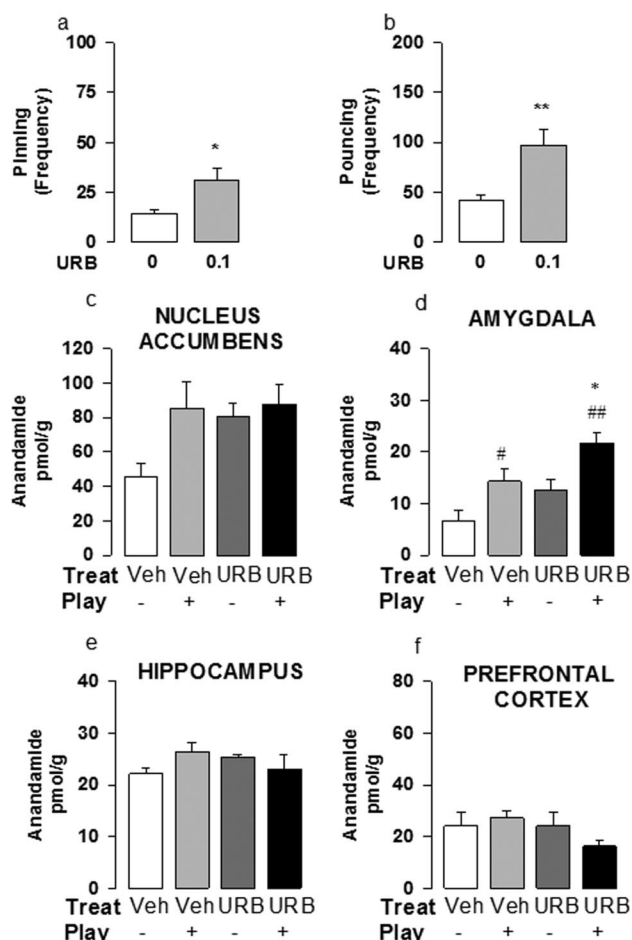 a
Pinning
(Frequency)
100
75
50
25
0
*
URB 0 0.1
b
Pouncing
(Frequency)
200
150
100
50
0
**
URB 0 0.1
c
NUCLEUS
ACCUMBENS
Anandamide
pmol/g
120
100
80
60
40
20
0
Treat Veh Veh URB URB
Play - + - +
d
AMYGDALA
Anandamide
pmol/g
40
30
20
10
0
#
*
##
Treat Veh Veh URB URB
Play - + - +
e
HIPPOCAMPUS
Anandamide
pmol/g
40
30
20
10
0
Treat Veh Veh URB URB
Play - + - +
f
PREFRONTAL
CORTEX
Anandamide
pmol/g
80
60
40
20
0
Treat Veh Veh URB URB
Play - + - +